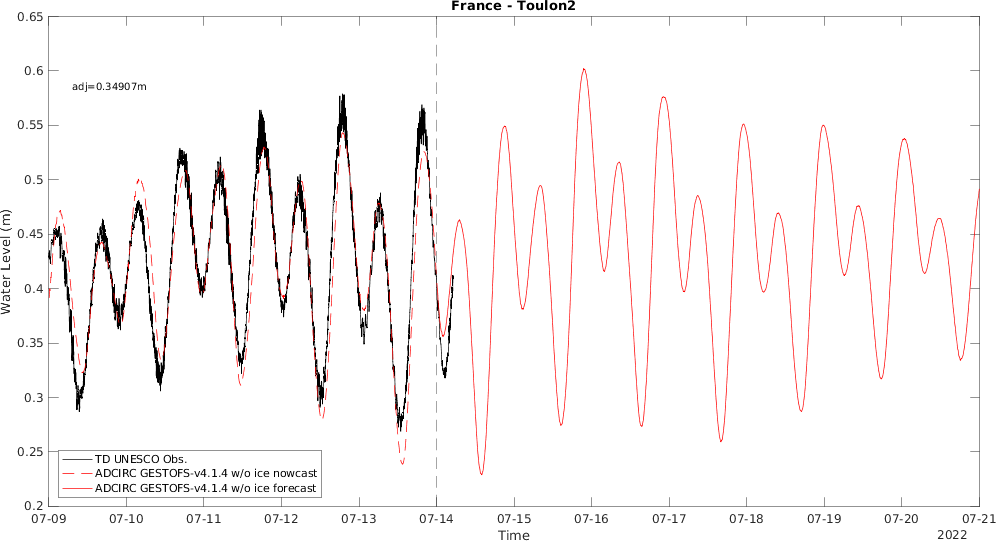 France - Toulon2
0.65
0.6
0.55
0.5
0.45
0.4
0.35
0.3
0.25
0.2
Water Level (m)
adj=0.34907m
TD UNESCO Obs.
ADCIRC GESTOFS-v4.1.4 w/o ice nowcast
ADCIRC GESTOFS-v4.1.4 w/o ice forecast
07-09 07-10 07-11 07-12 07-13 07-14 07-15 07-16 07-17 07-18 07-19 07-20 07-21
Time
2022